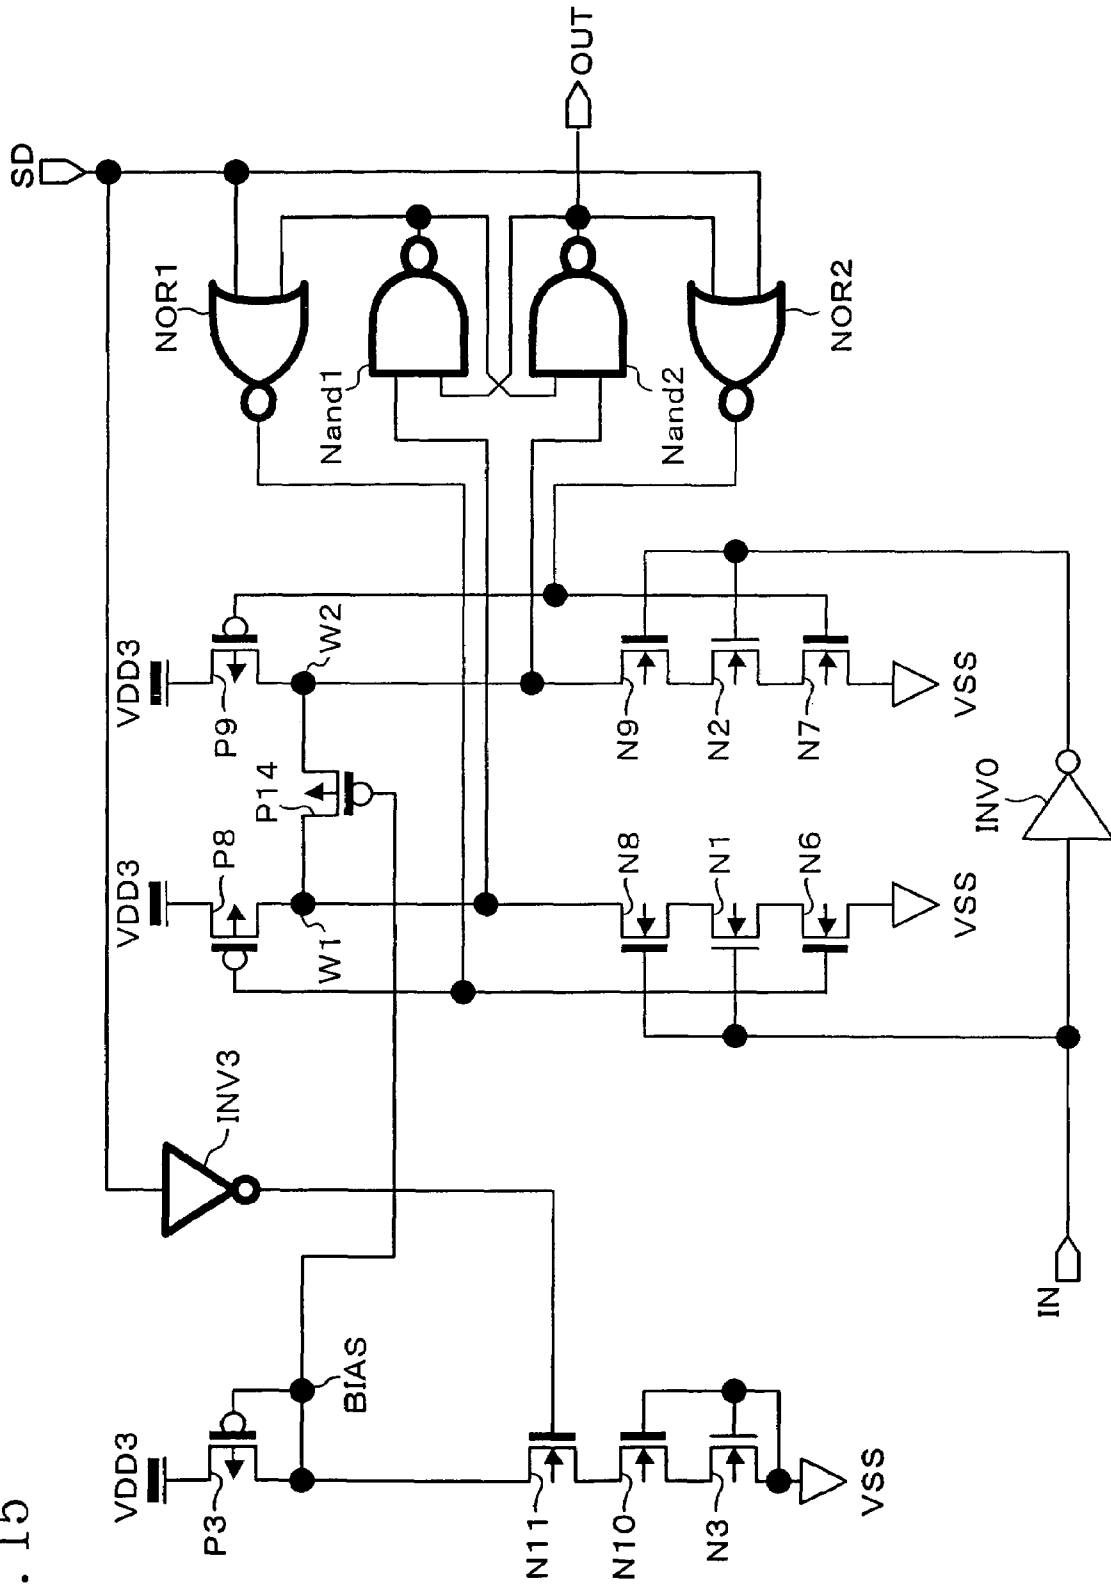 . 15
SD
OUT
NOR1
Nand1
Nand2
NOR2
VDD3
P9
W2
P14
VDD3
P8
W1
N9
N2
N7
VSS
N8
N1
N6
VSS
INV0
INV3
IN
VDD3
P3
BIAS
N11
N10
N3
VSS